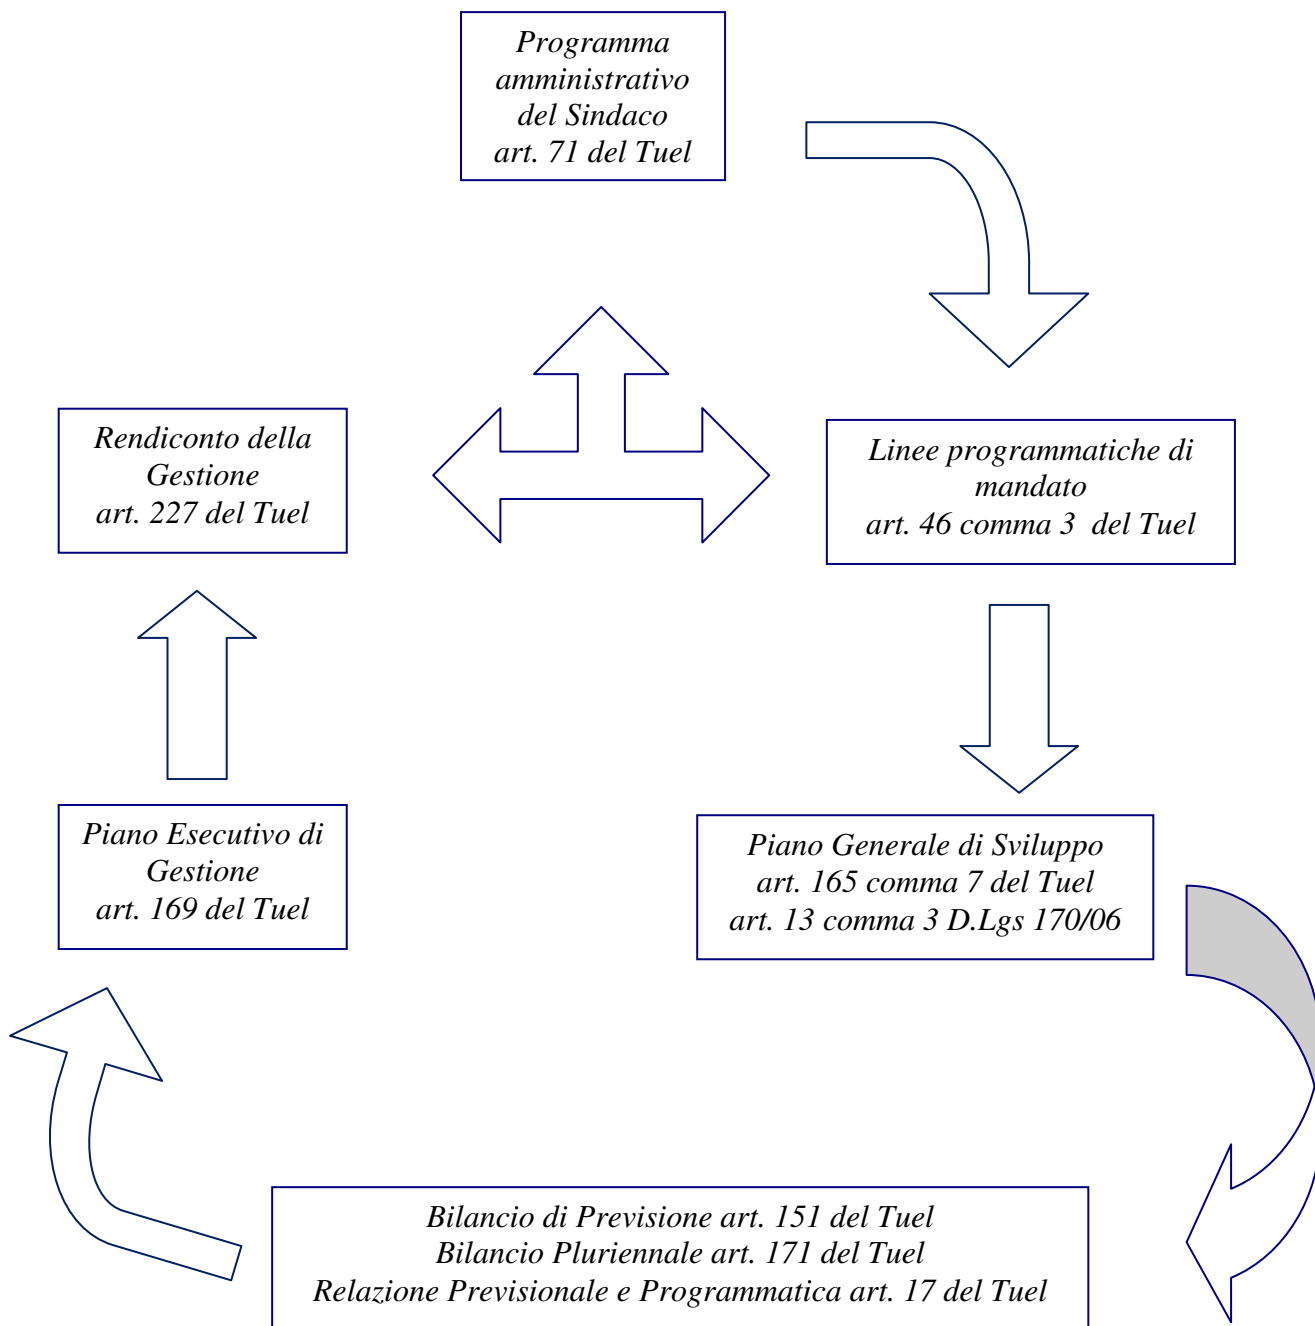 Programma
amministrativo
del Sindaco
art. 71 del Tuel
Rendiconto della
Gestione
art. 227 del Tuel
Linee programmatiche di
mandato
art. 46 comma 3 del Tuel
Piano Esecutivo di
Gestione
art. 169 del Tuel
Piano Generale di Sviluppo
art. 165 comma 7 del Tuel
art. 13 comma 3 D.Lgs 170/06
Bilancio di Previsione art. 151 del Tuel
Bilancio Pluriennale art. 171 del Tuel
Relazione Previsionale e Programmatica art. 17 del Tuel